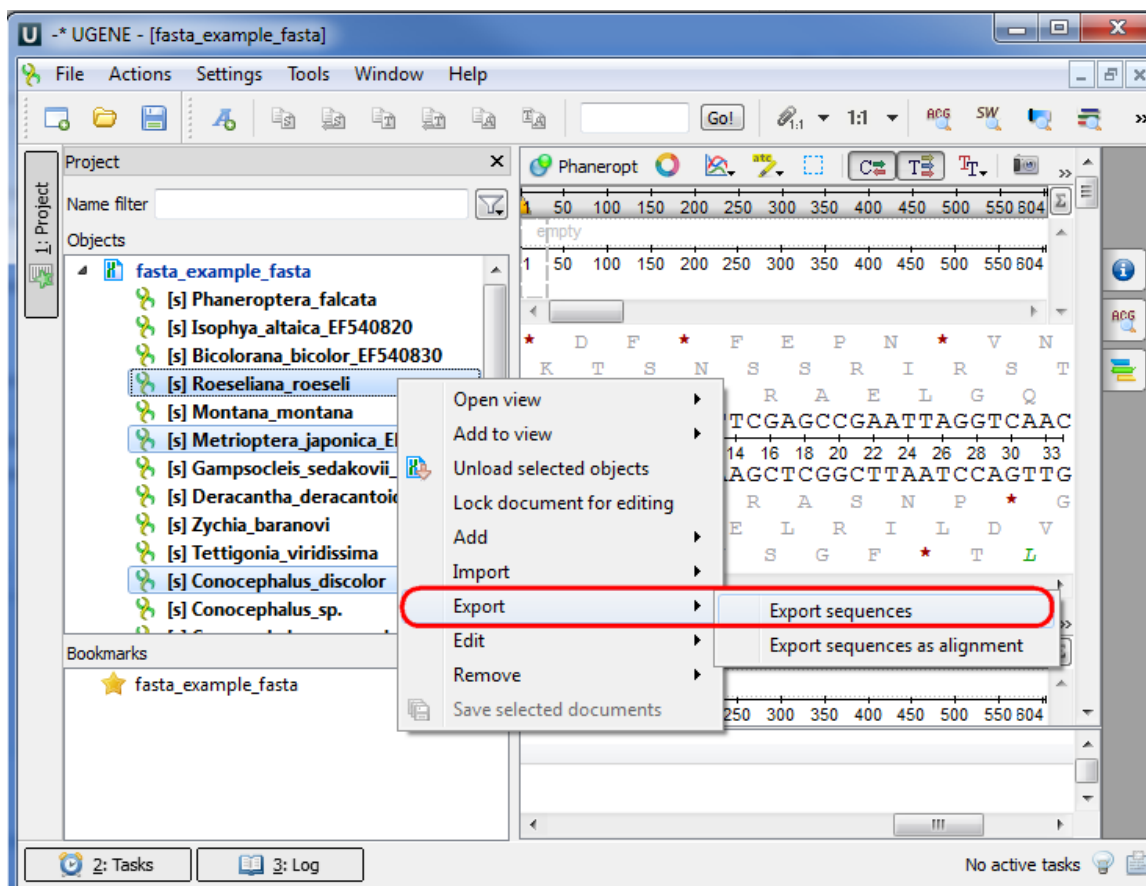 -* UGENE - [fasta_example_fasta]
File Actions Settings Tools Window Help
Go! 1:1 1:1 ACG SW
1: Project
Project
Name filter
Objects
fasta_example_fasta
[s] Phaneroptera_falcata
[s] Isophya_altaica_EF540820
[s] Bicolorana_bicolor_EF540830
[s] Roeseliana_roeseli
[s] Montana_montana
[s] Metrioptera_japonica_E
[s] Gampsocleis_sedakovii_
[s] Deracantha_deracantoi
[s] Zychia_baranovi
[s] Tettigonia_viridissima
[s] Conocephalus_discolor
[s] Conocephalus_sp.
Bookmarks
fasta_example_fasta
Open view
Add to view
Unload selected objects
Lock document for editing
Add
Import
Export
Edit
Remove
Save selected documents
Export sequences
Export sequences as alignment
Phaneropt
1 50 100 150 200 250 300 350 400 450 500 550 604
empty
1 50 100 150 200 250 300 350 400 450 500 550 604
* D F * F E P N * V N
K T S N S S R I R S T
R A E L G Q
TCGAGCCGAATTAGGTCAAC
14 16 18 20 22 24 26 28 30 33
AGCTCGGCTTAATCCAGTTG
R A S N P * G
E L R I L D V
S G F * T L
250 300 350 400 450 500 550 604
ACG
2: Tasks
3: Log
No active tasks